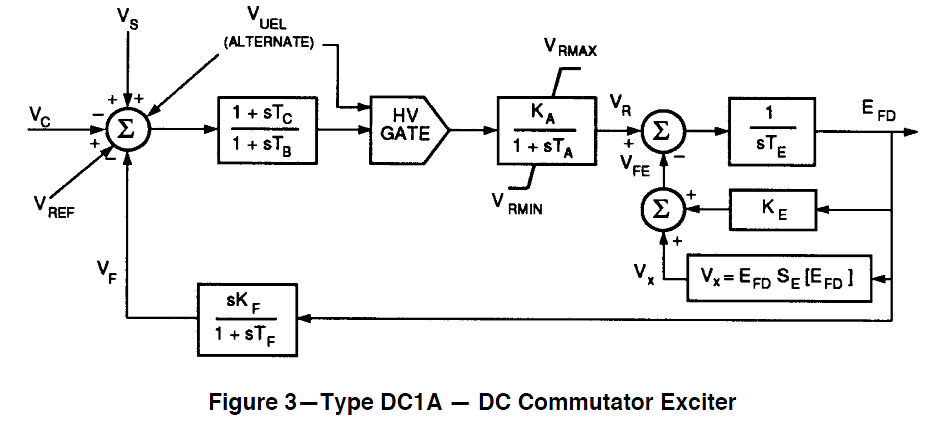 V_S
V_UEL
(ALTERNATE)
V_RMAX
+ +
V_C
−
Σ
+
−
1 + sT_C
1 + sT_B
HV
GATE
K_A
1 + sT_A
V_R
+
Σ
−
1
sT_E
E_FD
V_FE
V_REF
V_RMIN
Σ
+
K_E
+
V_F
V_x
V_x = E_FD S_E [E_FD ]
sK_F
1 + sT_F
Figure 3—Type DC1A — DC Commutator Exciter